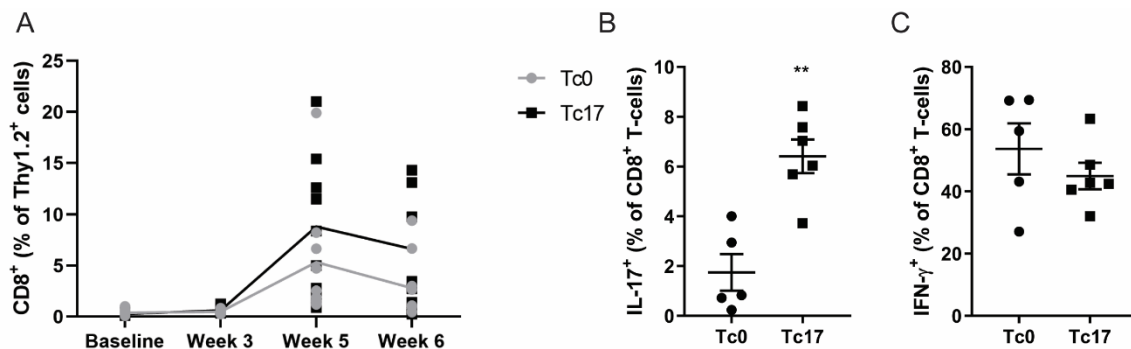 A
CD8⁺ (% of Thy1.2⁺ cells)
25
20
15
10
5
0
Baseline
Week 3
Week 5
Week 6
Tc0
Tc17
B
IL-17⁺ (% of CD8⁺ T-cells)
10
8
6
4
2
0
**
Tc0
Tc17
C
IFN-γ⁺ (% of CD8⁺ T-cells)
80
60
40
20
0
Tc0
Tc17